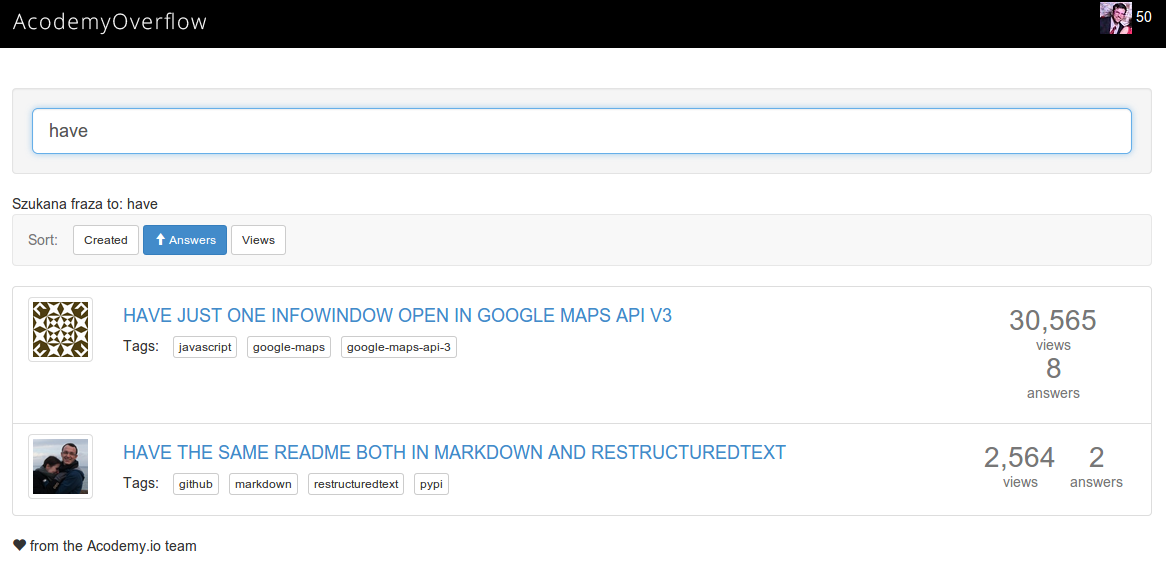 AcodemyOverflow
50
have
Szukana fraza to: have
Sort: Created Answers Views
HAVE JUST ONE INFOWINDOW OPEN IN GOOGLE MAPS API V3
Tags: javascript google-maps google-maps-api-3
30,565
views
8
answers
HAVE THE SAME README BOTH IN MARKDOWN AND RESTRUCTUREDTEXT
Tags: github markdown restructuredtext pypi
2,564 2
views answers
from the Acodemy.io team